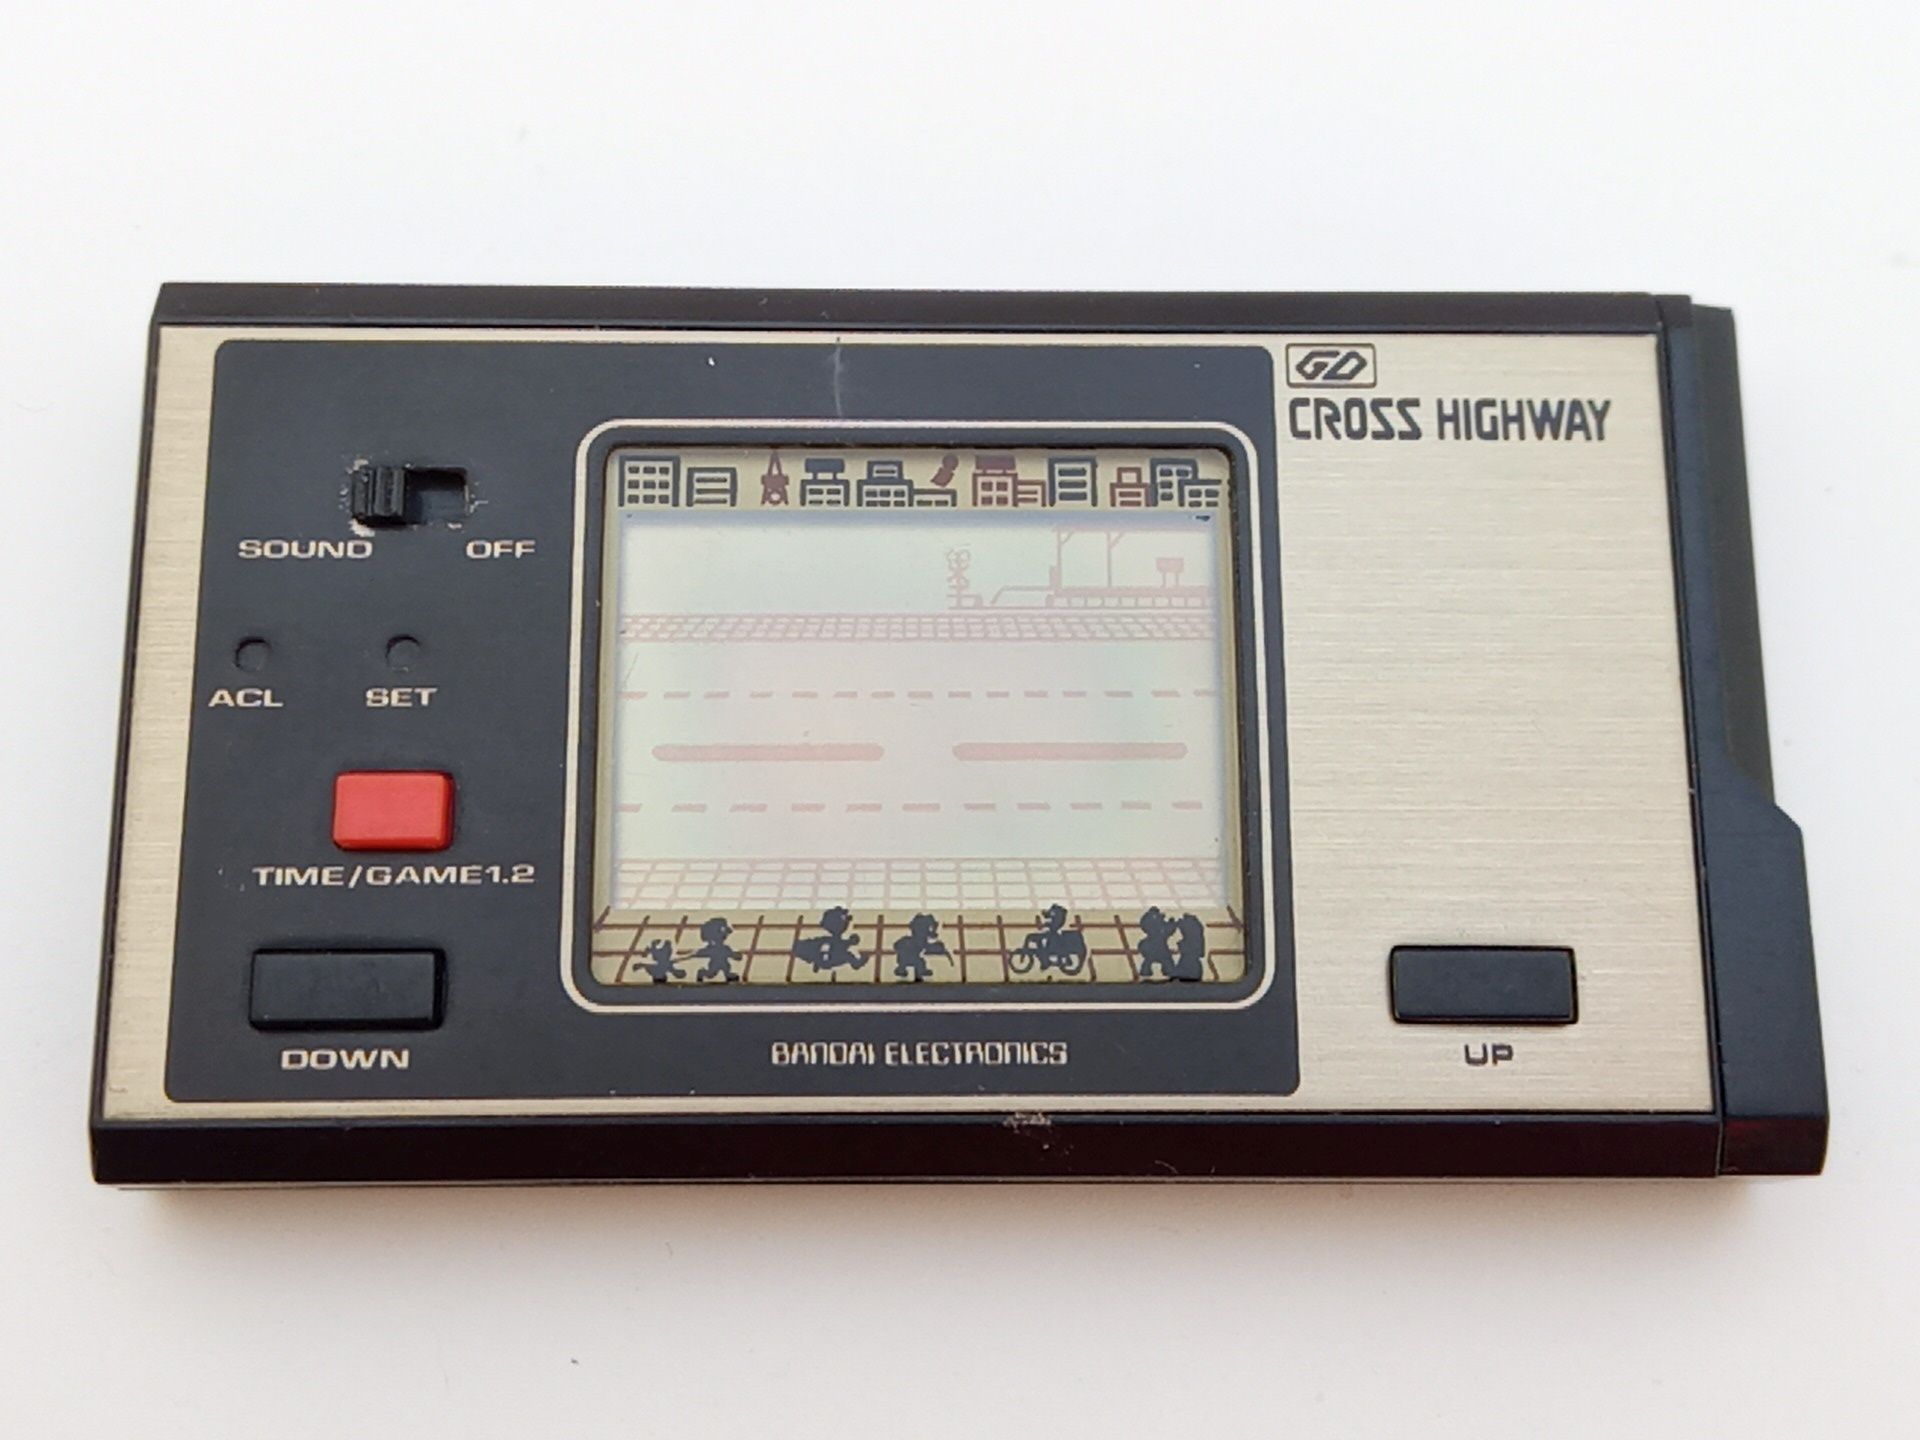 GD
CROSS HIGHWAY
SOUND OFF
ACL SET
TIME/GAME1.2
DOWN
BANDAI ELECTRONICS
UP